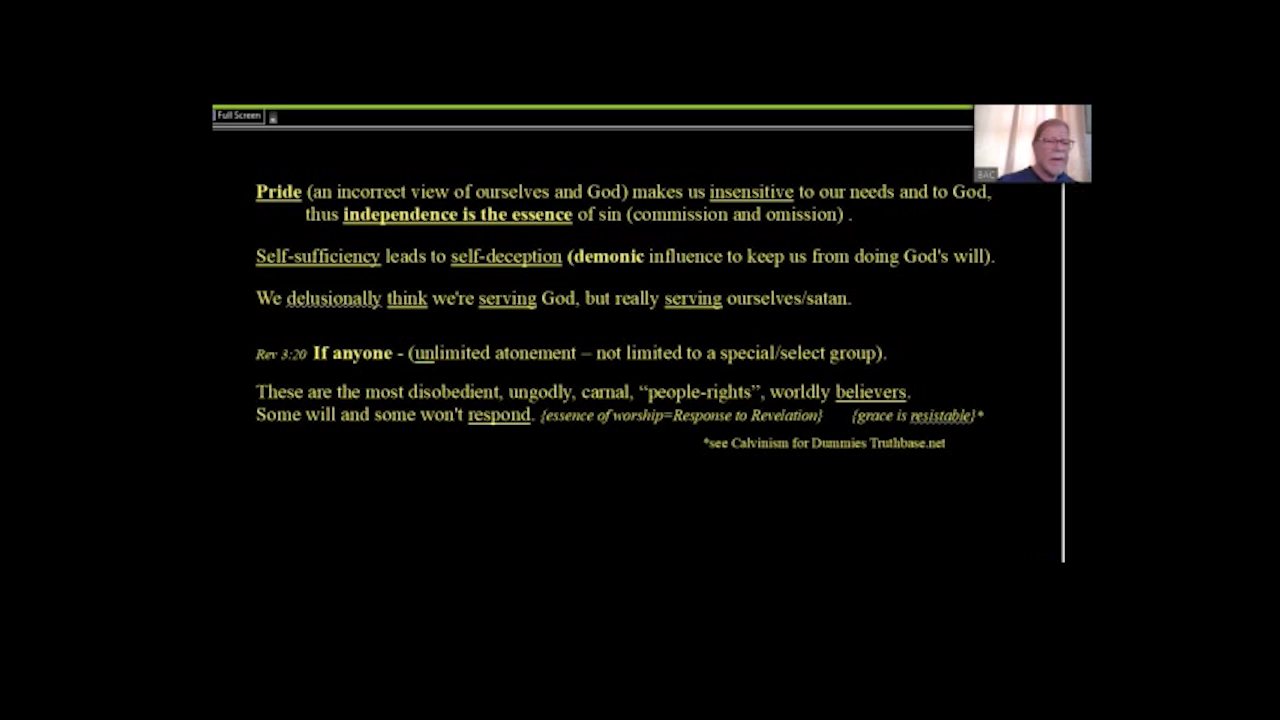 Full Screen
BAC
Pride (an incorrect view of ourselves and God) makes us insensitive to our needs and to God,
thus independence is the essence of sin (commission and omission) .
Self-sufficiency leads to self-deception (demonic influence to keep us from doing God's will).
We delusionally think we're serving God, but really serving ourselves/satan.
Rev 3:20 If anyone - (unlimited atonement – not limited to a special/select group).
These are the most disobedient, ungodly, carnal, “people-rights”, worldly believers.
Some will and some won't respond. {essence of worship=Response to Revelation} {grace is resistable}*
*see Calvinism for Dummies Truthbase.net